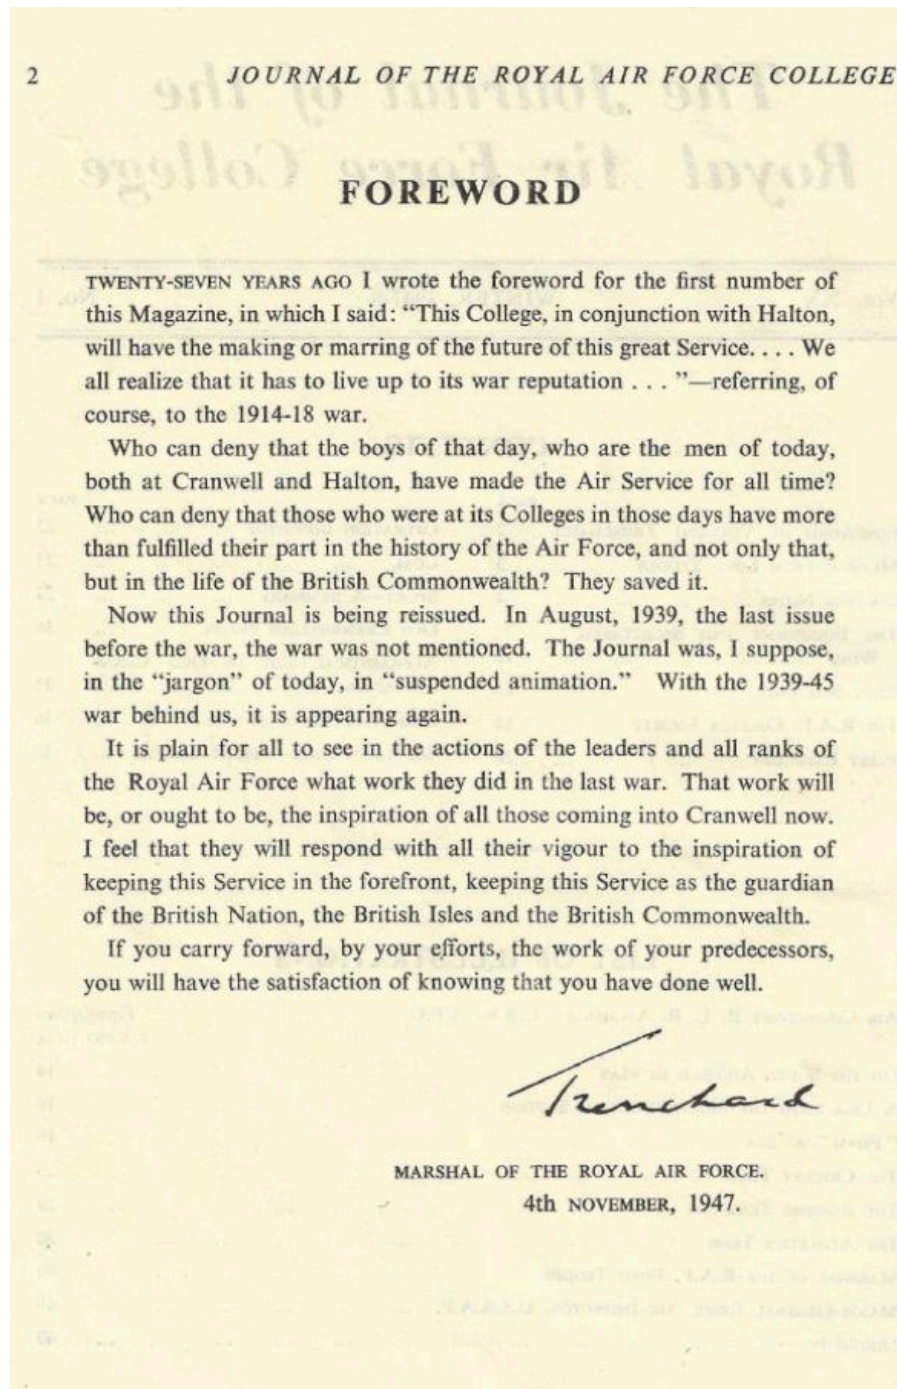 2 JOURNAL OF THE ROYAL AIR FORCE COLLEGE
FOREWORD
TWENTY-SEVEN YEARS AGO I wrote the foreword for the first number of
this Magazine, in which I said: “This College, in conjunction with Halton,
will have the making or marring of the future of this great Service. . . . We
all realize that it has to live up to its war reputation . . . ”—referring, of
course, to the 1914-18 war.
Who can deny that the boys of that day, who are the men of today,
both at Cranwell and Halton, have made the Air Service for all time?
Who can deny that those who were at its Colleges in those days have more
than fulfilled their part in the history of the Air Force, and not only that,
but in the life of the British Commonwealth? They saved it.
Now this Journal is being reissued. In August, 1939, the last issue
before the war, the war was not mentioned. The Journal was, I suppose,
in the “jargon” of today, in “suspended animation.” With the 1939-45
war behind us, it is appearing again.
It is plain for all to see in the actions of the leaders and all ranks of
the Royal Air Force what work they did in the last war. That work will
be, or ought to be, the inspiration of all those coming into Cranwell now.
I feel that they will respond with all their vigour to the inspiration of
keeping this Service in the forefront, keeping this Service as the guardian
of the British Nation, the British Isles and the British Commonwealth.
If you carry forward, by your efforts, the work of your predecessors,
you will have the satisfaction of knowing that you have done well.
Trenchard
MARSHAL OF THE ROYAL AIR FORCE.
4th NOVEMBER, 1947.